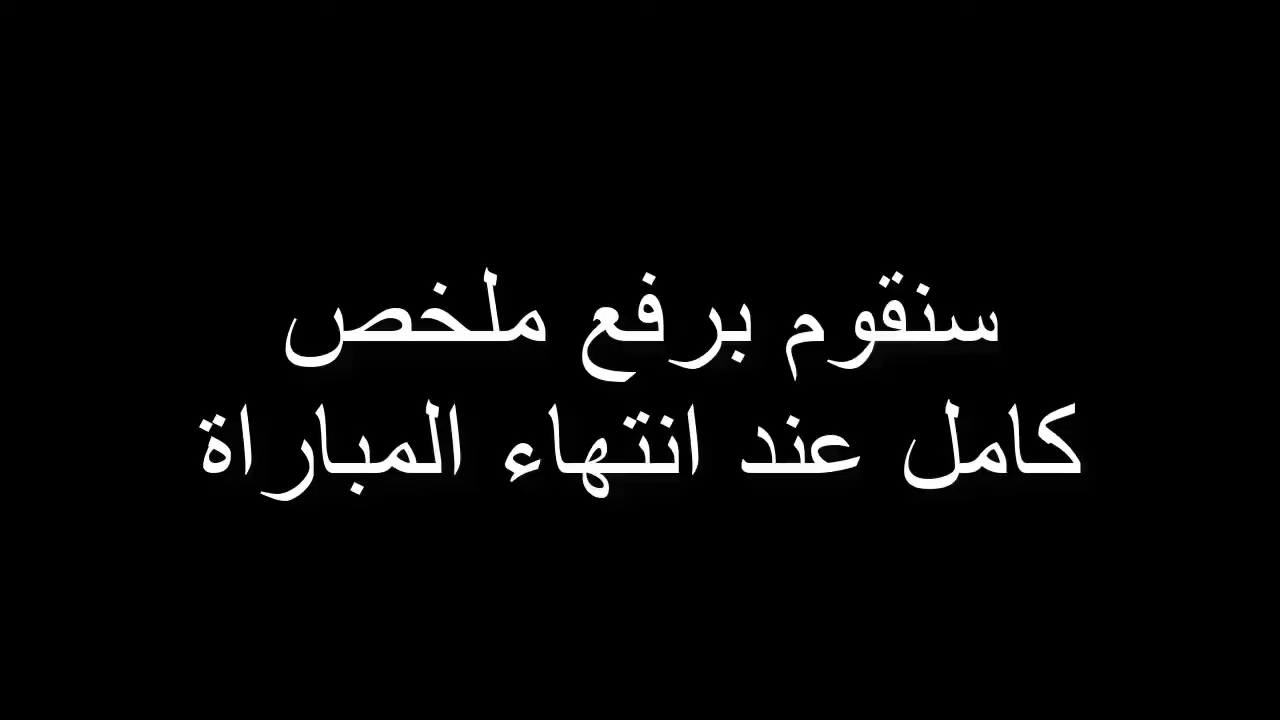 سنقوم برفع ملخص
كامل عند انتهاء المباراة